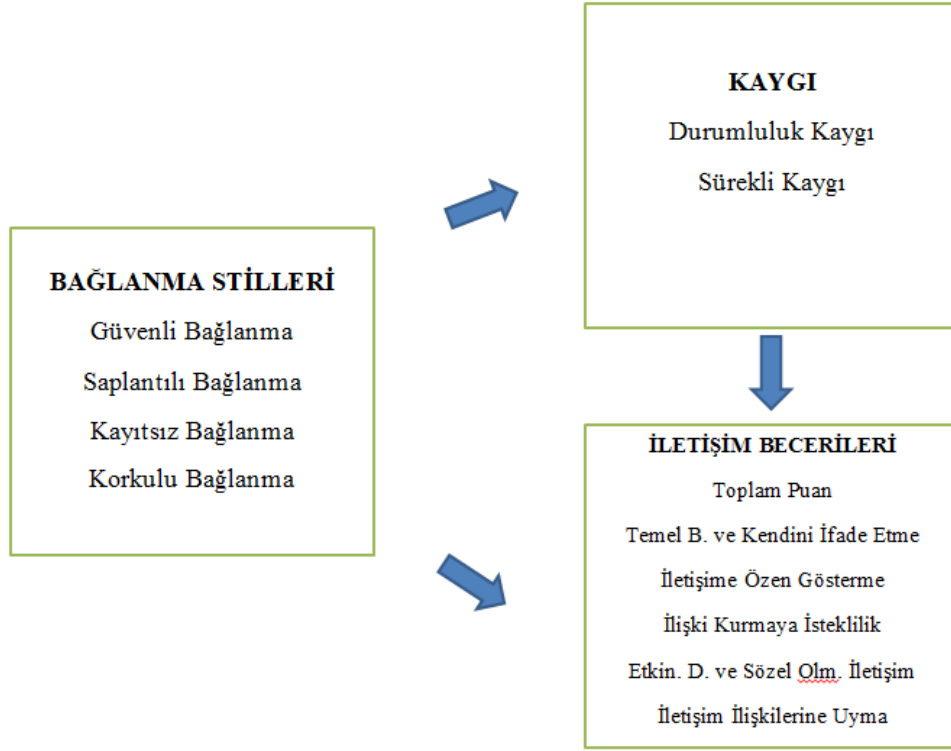 KAYGI
Durumluluk Kaygı
Sürekli Kaygı
BAĞLANMA STİLLERİ
Güvenli Bağlanma
Saplantılı Bağlanma
Kayıtsız Bağlanma
Korkulu Bağlanma
İLETİŞİM BECERİLERİ
Toplam Puan
Temel B. ve Kendini İfade Etme
İletişime Özen Gösterme
İlişki Kurmaya İsteklilik
Etkin. D. ve Sözel Olm. İletişim
İletişim İlişkilerine Uyma